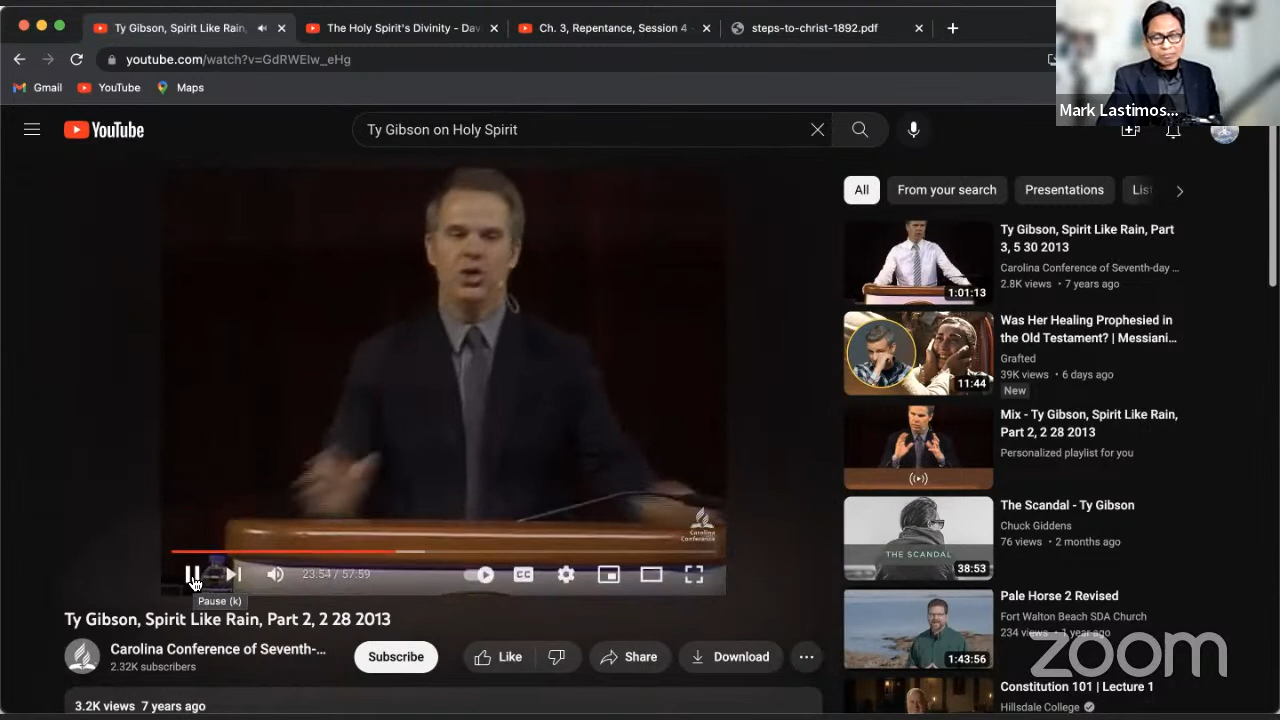 Ty Gibson, Spirit Like Rain,
The Holy Spirit's Divinity - Dav
Ch. 3, Repentance, Session 4
steps-to-christ-1892.pdf
youtube.com/watch?v=GdRWEIw_eHg
Gmail
YouTube
Maps
Mark Lastimos...
YouTube
Ty Gibson on Holy Spirit
All
From your search
Presentations
List
Ty Gibson, Spirit Like Rain, Part
3, 5 30 2013
Carolina Conference of Seventh-day ...
2.8K views • 7 years ago
1:01:13
Was Her Healing Prophesied in
the Old Testament? | Messiani...
Grafted
39K views • 6 days ago
New
11:44
Mix - Ty Gibson, Spirit Like Rain,
Part 2, 2 28 2013
Personalized playlist for you
The Scandal - Ty Gibson
Chuck Giddens
76 views • 2 months ago
THE SCANDAL
38:53
Pale Horse 2 Revised
Fort Walton Beach SDA Church
234 views • 1 year ago
1:43:56
Constitution 101 | Lecture 1
Hillsdale College
Carolina
Conference
23:54 / 57:59
CC
Pause (k)
Ty Gibson, Spirit Like Rain, Part 2, 2 28 2013
Carolina Conference of Seventh-...
2.32K subscribers
Subscribe
Like
Share
Download
3.2K views 7 years ago
zoom